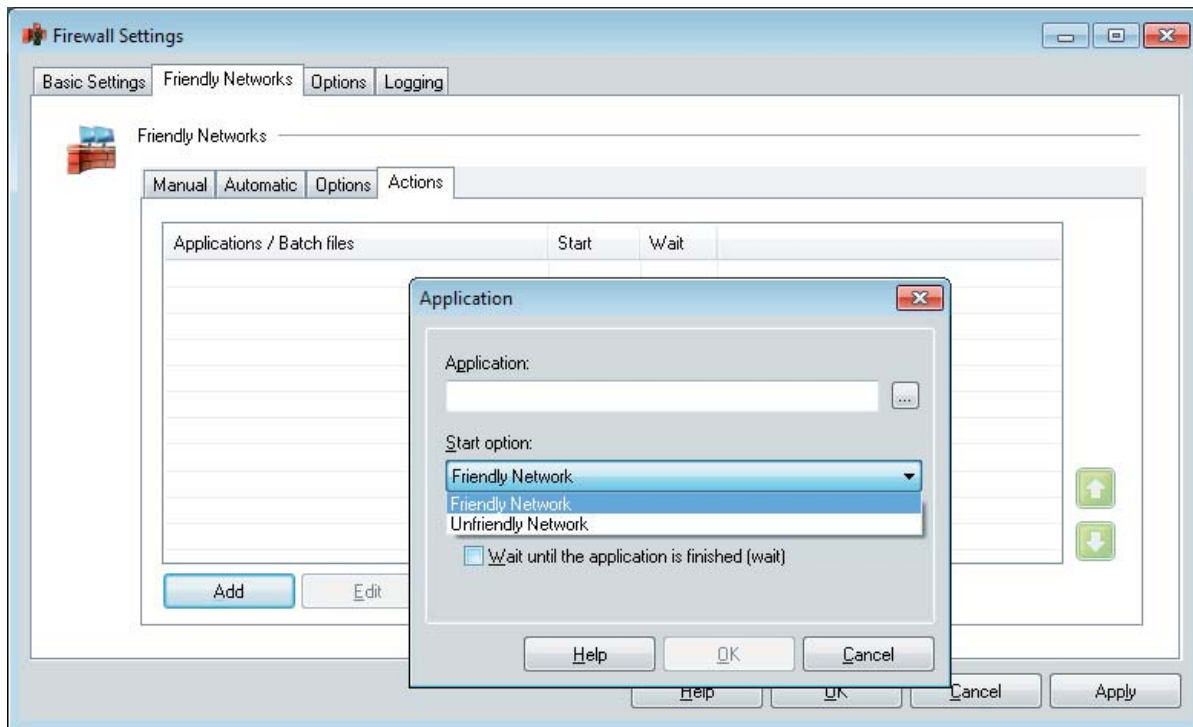 Firewall Settings
Basic Settings Friendly Networks Options Logging
Friendly Networks
Manual Automatic Options Actions
Applications / Batch files Start Wait
Application
Application:
...
Start option:
Friendly Network
Friendly Network
Unfriendly Network
Wait until the application is finished (wait)
Add Edit
Help OK Cancel
Help OK Cancel Apply